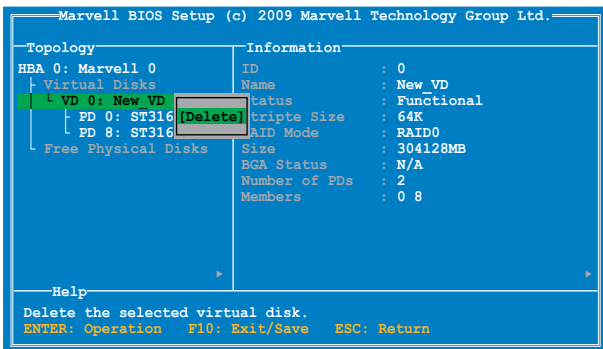 Marvell BIOS Setup (c) 2009 Marvell Technology Group Ltd.
Topology
HBA 0: Marvell 0
Virtual Disks
VD 0: New_VD
PD 0: ST316
PD 8: ST316
Free Physical Disks
[Delete]
Information
ID : 0
Name : New_VD
tatus : Functional
tripte Size : 64K
AID Mode : RAID0
Size : 304128MB
BGA Status : N/A
Number of PDs : 2
Members : 0 8
Help
Delete the selected virtual disk.
ENTER: Operation F10: Exit/Save ESC: Return